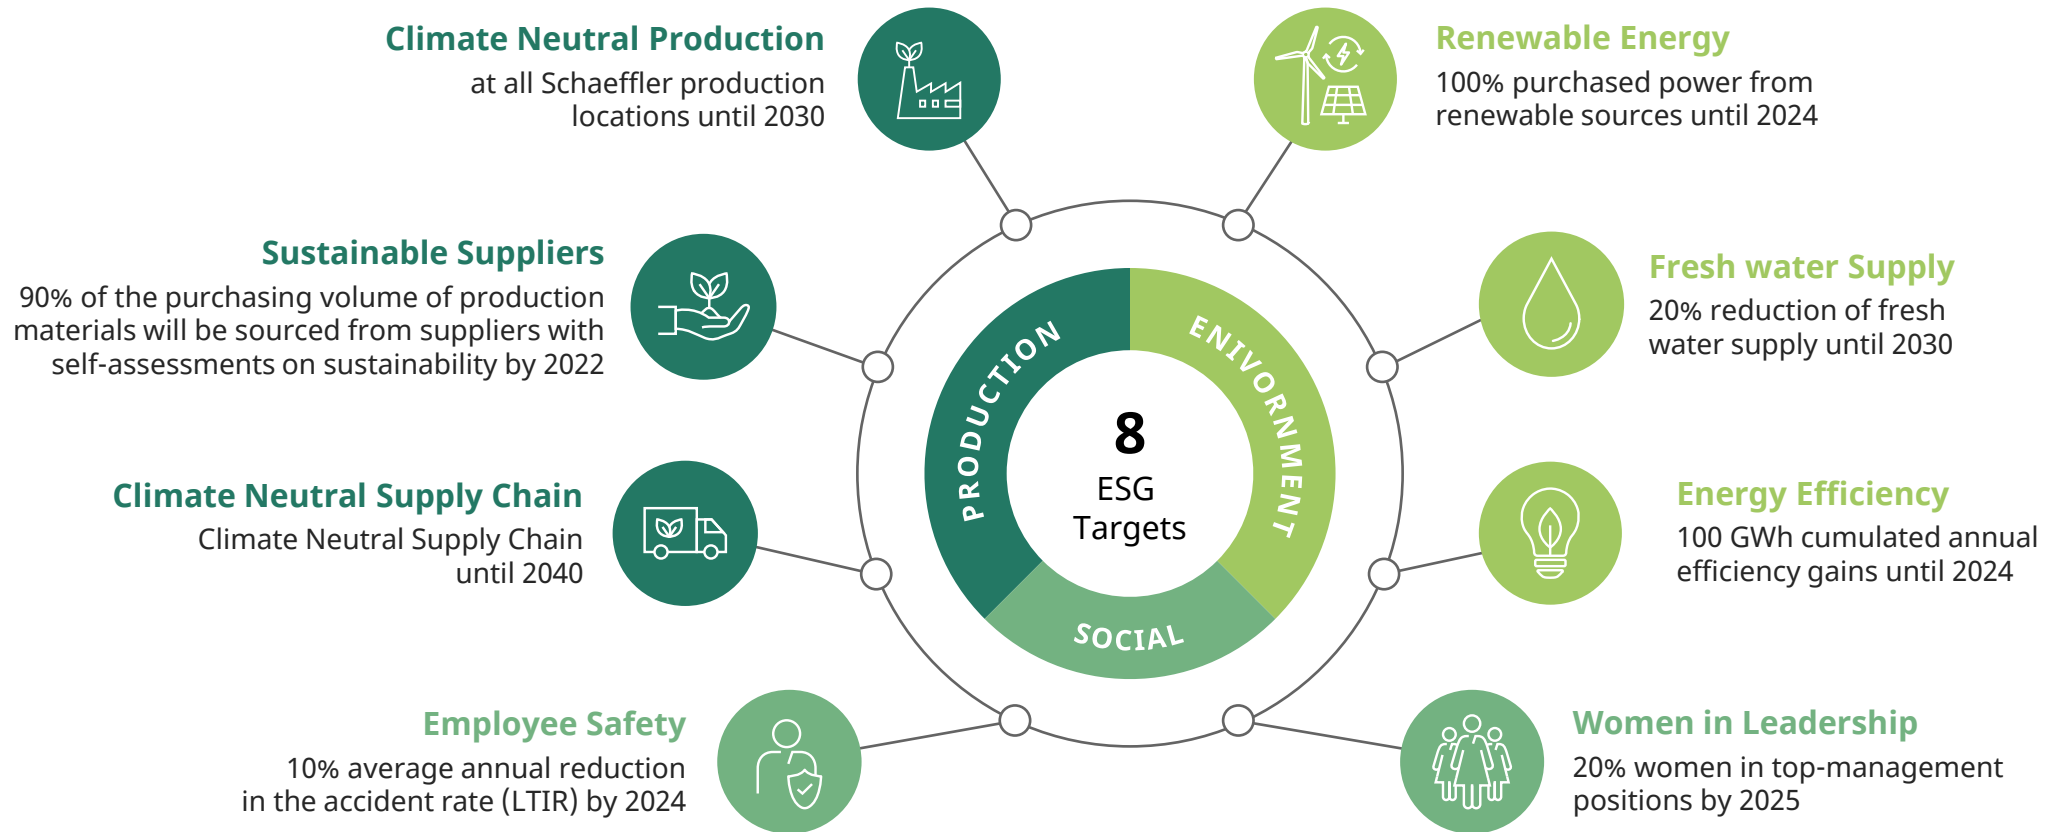 Climate Neutral Production
at all Schaeffler production
locations until 2030
Renewable Energy
100% purchased power from
renewable sources until 2024
Sustainable Suppliers
90% of the purchasing volume of production
materials will be sourced from suppliers with
self-assessments on sustainability by 2022
Fresh water Supply
20% reduction of fresh
water supply until 2030
PRODUCTION
ENIVORNMENT
SOCIAL
8
ESG
Targets
Climate Neutral Supply Chain
Climate Neutral Supply Chain
until 2040
Energy Efficiency
100 GWh cumulated annual
efficiency gains until 2024
Employee Safety
10% average annual reduction
in the accident rate (LTIR) by 2024
Women in Leadership
20% women in top-management
positions by 2025